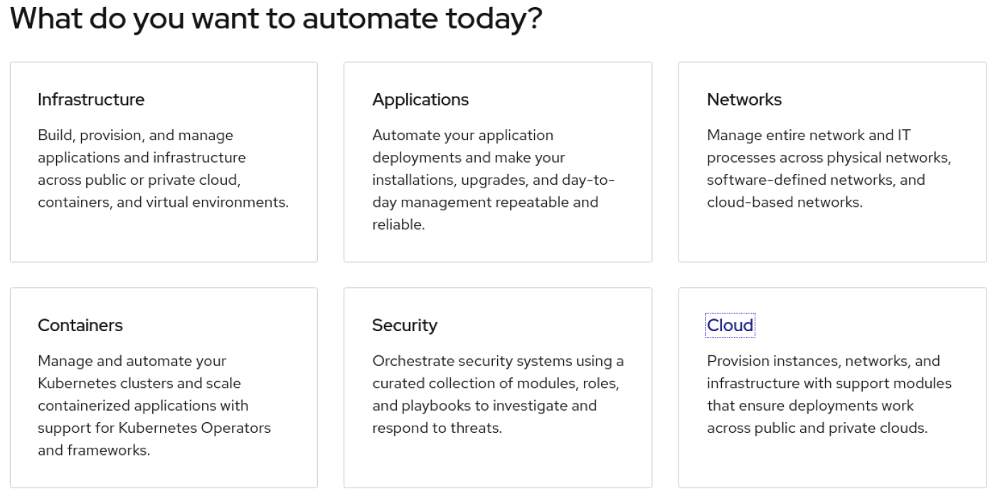 What do you want to automate today?
Infrastructure
Build, provision, and manage
applications and infrastructure
across public or private cloud,
containers, and virtual environments.
Applications
Automate your application
deployments and make your
installations, upgrades, and day-to-
day management repeatable and
reliable.
Networks
Manage entire network and IT
processes across physical networks,
software-defined networks, and
cloud-based networks.
Containers
Manage and automate your
Kubernetes clusters and scale
containerized applications with
support for Kubernetes Operators
and frameworks.
Security
Orchestrate security systems using a
curated collection of modules, roles,
and playbooks to investigate and
respond to threats.
Cloud
Provision instances, networks, and
infrastructure with support modules
that ensure deployments work
across public and private clouds.